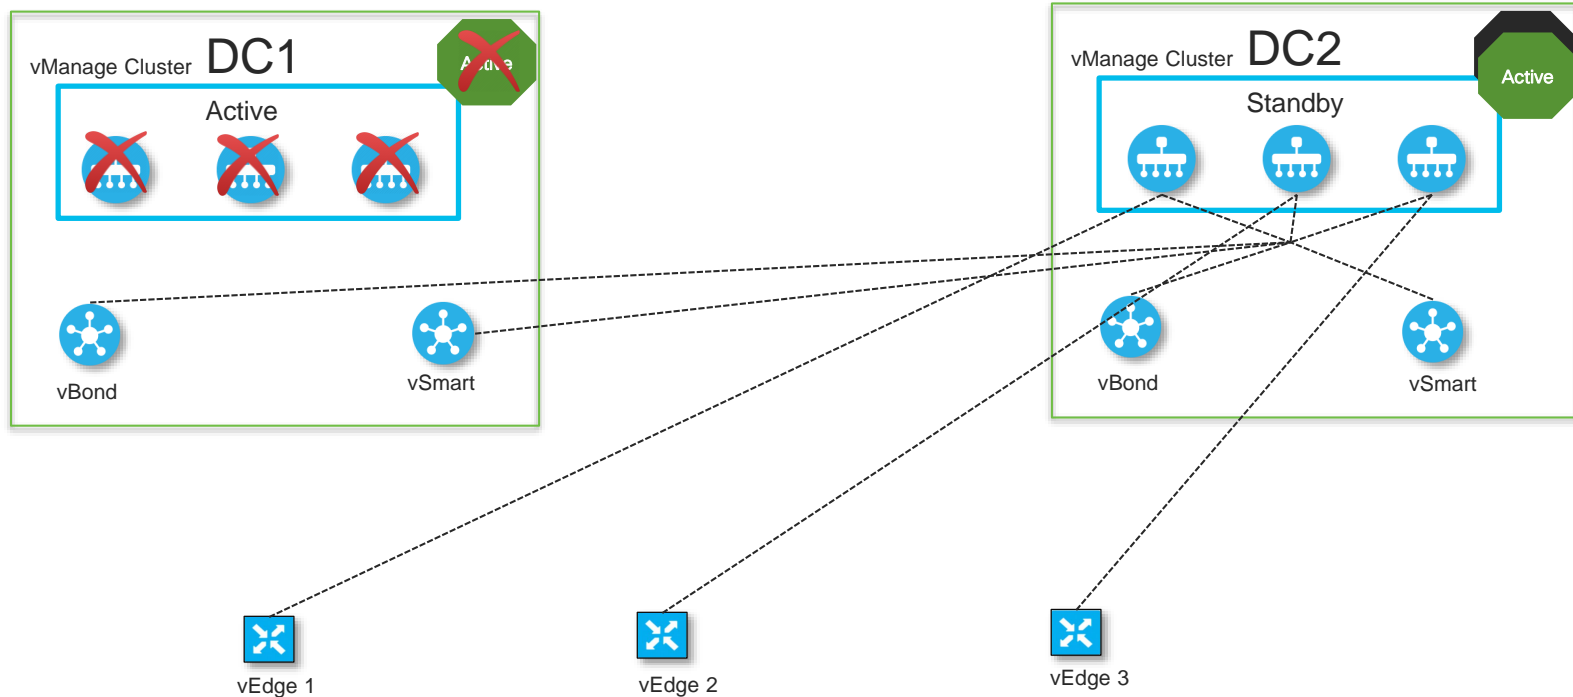 vManage Cluster DC1
Active
Active
vBond
vSmart
vManage Cluster DC2
Active
Standby
vBond
vSmart
vEdge 1
vEdge 2
vEdge 3